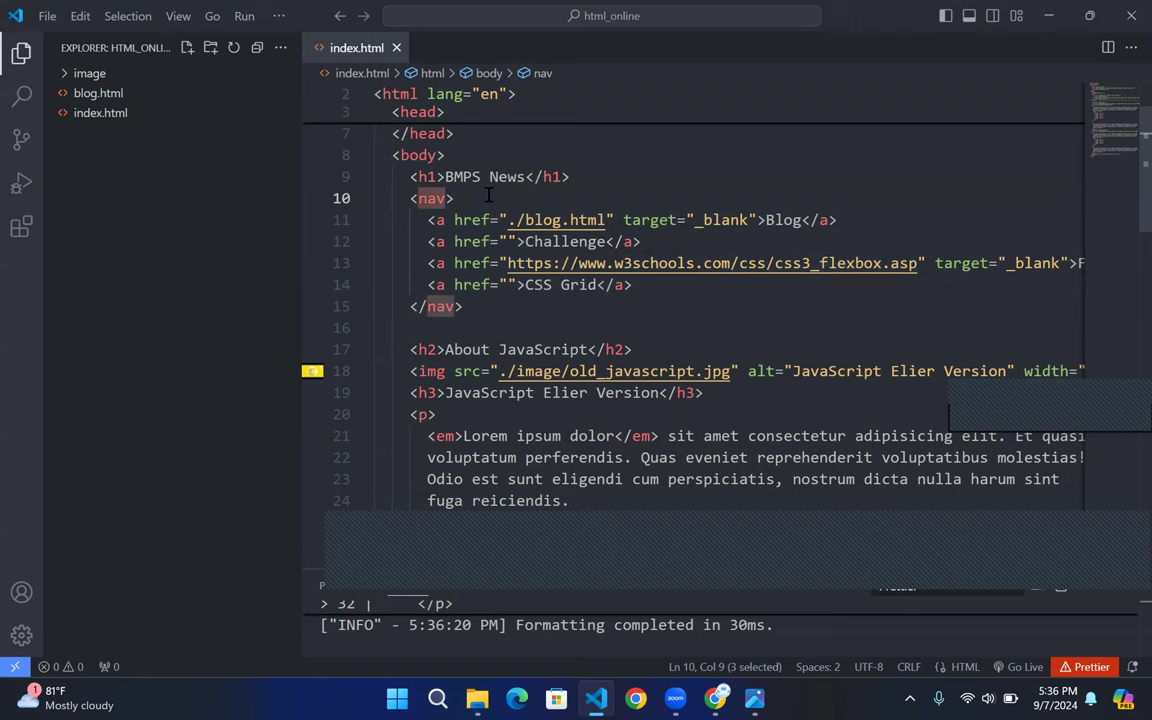 File Edit Selection View Go Run ··· html_online
EXPLORER: HTML_ONLI...
image
blog.html
index.html
index.html
index.html > html > body > nav
2 <html lang="en">
3 <head>
7 </head>
8 <body>
9 <h1>BMPS News</h1>
10 <nav>
11 <a href="./blog.html" target="_blank">Blog</a>
12 <a href="">Challenge</a>
13 <a href="https://www.w3schools.com/css/css3_flexbox.asp" target="_blank">F
14 <a href="">CSS Grid</a>
15 </nav>
16
17 <h2>About JavaScript</h2>
18 <img src="./image/old_javascript.jpg" alt="JavaScript Elier Version" width="
19 <h3>JavaScript Elier Version</h3>
20 <p>
21 <em>Lorem ipsum dolor</em> sit amet consectetur adipisicing elit. Et quasi
22 voluptatum perferendis. Quas eveniet reprehenderit voluptatibus molestias!
23 Odio est sunt eligendi cum perspiciatis, nostrum dicta nulla harum sint
24 fuga reiciendis.
> 32 | </p>
["INFO" - 5:36:20 PM] Formatting completed in 30ms.
0 0 0 Ln 10, Col 9 (3 selected) Spaces: 2 UTF-8 CRLF HTML Go Live Prettier
1 81°F
Mostly cloudy
5:36 PM
9/7/2024
PRE